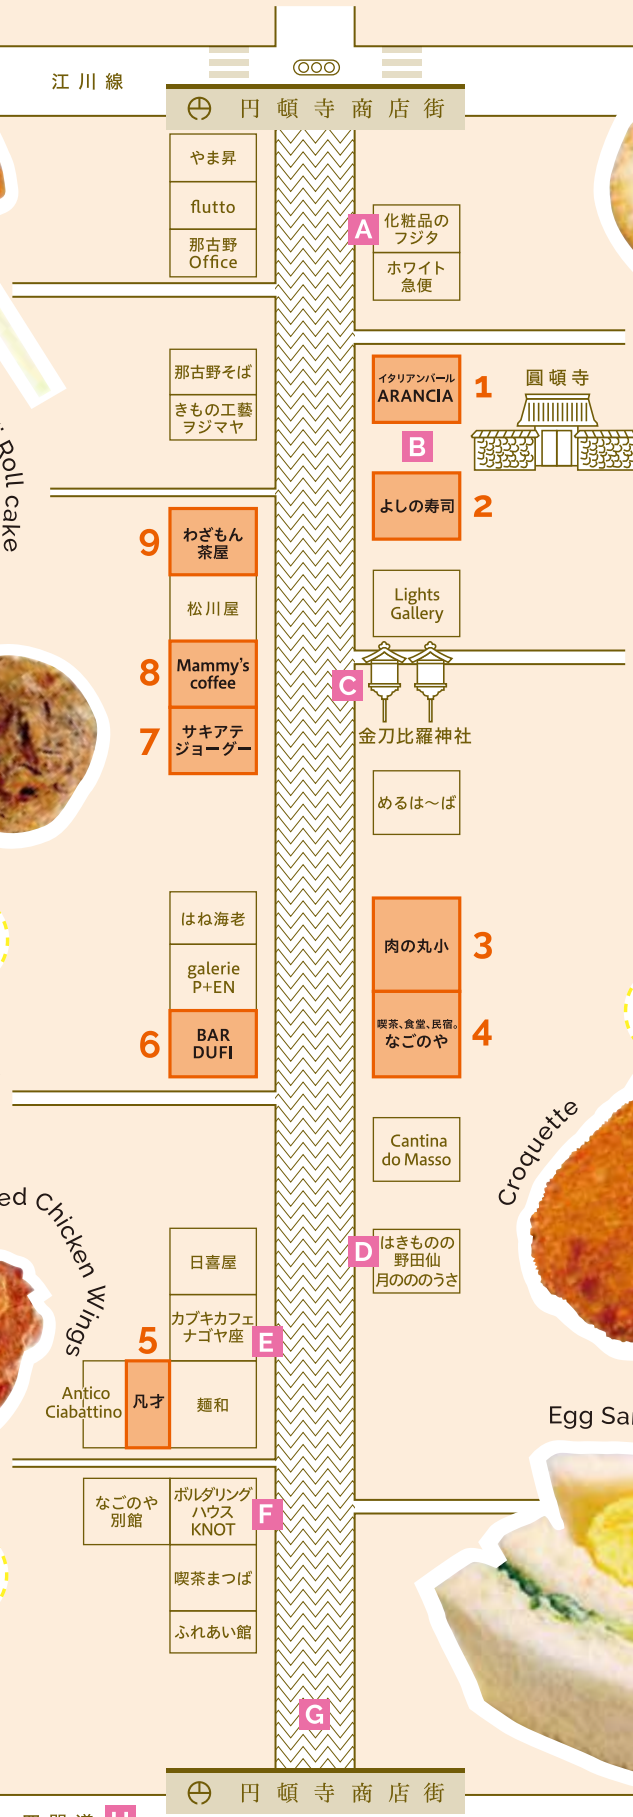 江川線
円頓寺商店街
やま昇
flutto
那古野
Office
A
化粧品の
フジタ
ホワイト
急便
那古野そば
きもの工藝
ヲジマヤ
イタリアンバール
ARANCIA
1
圓頓寺
B
よしの寿司
2
Roll cake
9
わざもん
茶屋
松川屋
Lights
Gallery
8
Mammy's
coffee
C
7
サキアテ
ジョーグー
金刀比羅神社
めるは〜ば
はね海老
galerie
P+EN
肉の丸小
3
6
BAR
DUFI
喫茶、食堂、民宿。
なごのや
4
Cantina
do Masso
Croquette
ed Chicken Wings
日喜屋
D
はきものの
野田仙
月のののうさ
カブキカフェ
ナゴヤ座
E
5
Antico
Ciabattino
凡才
麺和
Egg Sa
なごのや
別館
ボルダリング
ハウス
KNOT
F
喫茶まつば
ふれあい館
G
円頓寺商店街